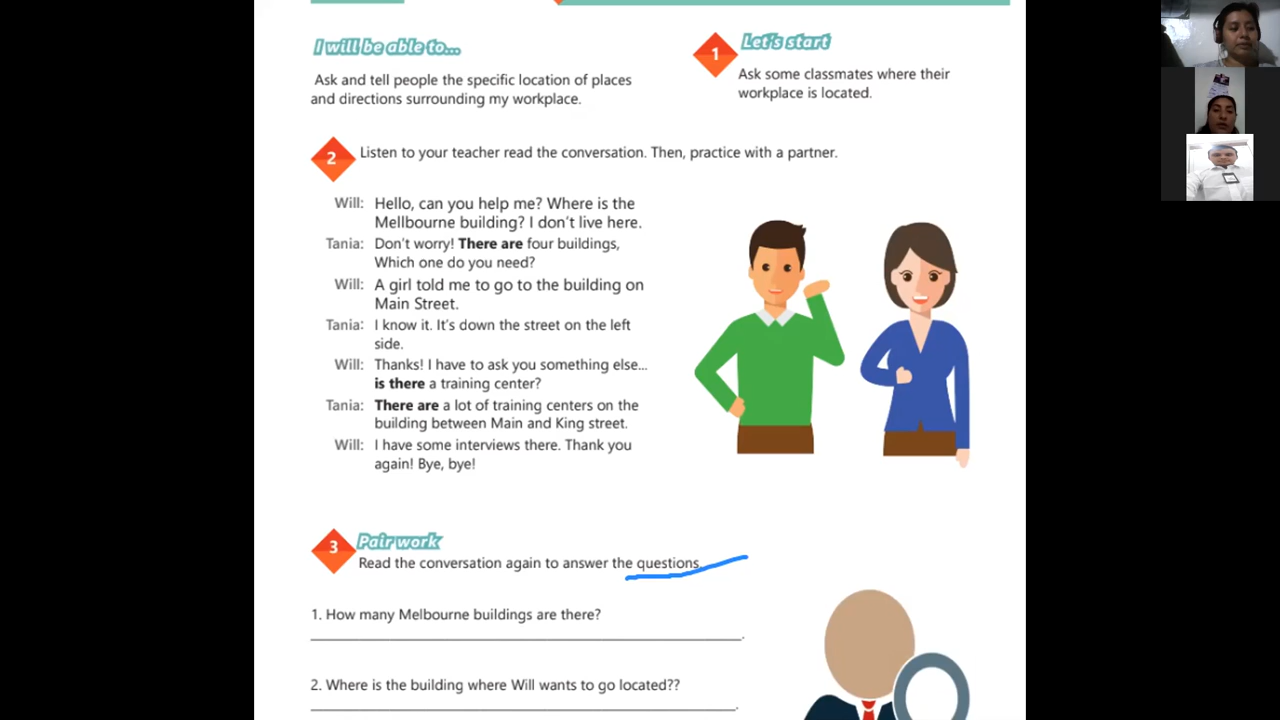 I will be able to...
Ask and tell people the specific location of places
and directions surrounding my workplace.
1
Let's start
Ask some classmates where their
workplace is located.
2
Listen to your teacher read the conversation. Then, practice with a partner.
Will: Hello, can you help me? Where is the
Mellbourne building? I don't live here.
Tania: Don't worry! There are four buildings,
Which one do you need?
Will: A girl told me to go to the building on
Main Street.
Tania: I know it. It's down the street on the left
side.
Will: Thanks! I have to ask you something else...
is there a training center?
Tania: There are a lot of training centers on the
building between Main and King street.
Will: I have some interviews there. Thank you
again! Bye, bye!
3
Pair work
Read the conversation again to answer the questions.
1. How many Melbourne buildings are there?
2. Where is the building where Will wants to go located??